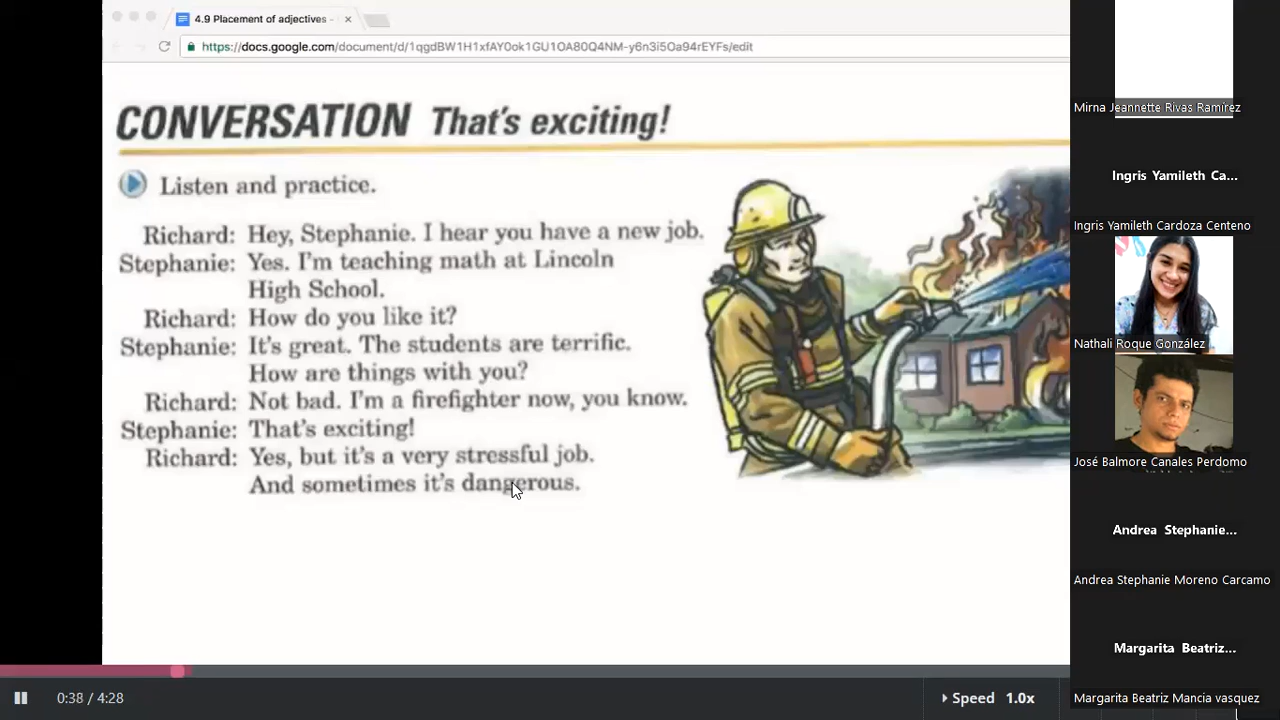 4.9 Placement of adjectives -
https://docs.google.com/document/d/1qgdBW1H1xfAY0ok1GU1OA80Q4NM-y6n3i5Oa94rEYFs/edit
CONVERSATION That's exciting!
Listen and practice.
Richard: Hey, Stephanie. I hear you have a new job.
Stephanie: Yes. I'm teaching math at Lincoln
High School.
Richard: How do you like it?
Stephanie: It's great. The students are terrific.
How are things with you?
Richard: Not bad. I'm a firefighter now, you know.
Stephanie: That's exciting!
Richard: Yes, but it's a very stressful job.
And sometimes it's dangerous.
0:38 / 4:28
Speed 1.0x
Mirna Jeannette Rivas Ramírez
Ingris Yamileth Ca...
Ingris Yamileth Cardoza Centeno
Nathali Roque González
José Balmore Canales Perdomo
Andrea Stephanie...
Andrea Stephanie Moreno Carcamo
Margarita Beatriz...
Margarita Beatriz Mancia vasquez